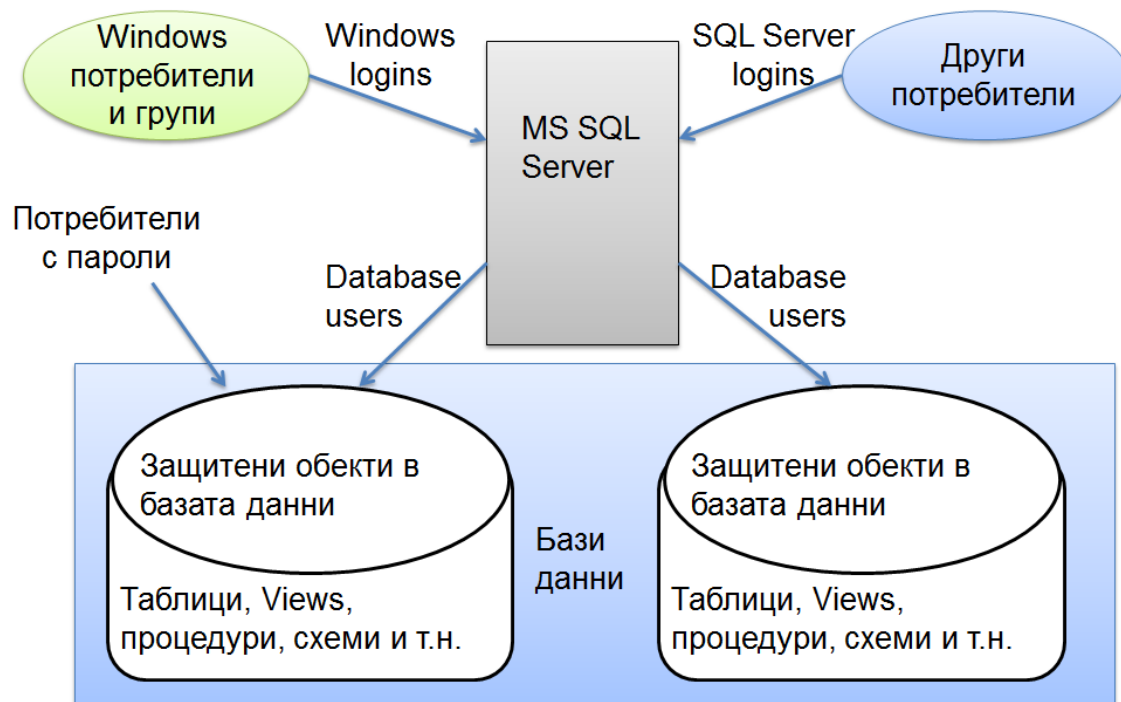 Windows
потребители
и групи
Windows
logins
MS SQL
Server
SQL Server
logins
Други
потребители
Потребители
с пароли
Database
users
Database
users
Защитени обекти в
базата данни
Таблици, Views,
процедури, схеми и т.н.
Бази
данни
Защитени обекти в
базата данни
Таблици, Views,
процедури, схеми и т.н.